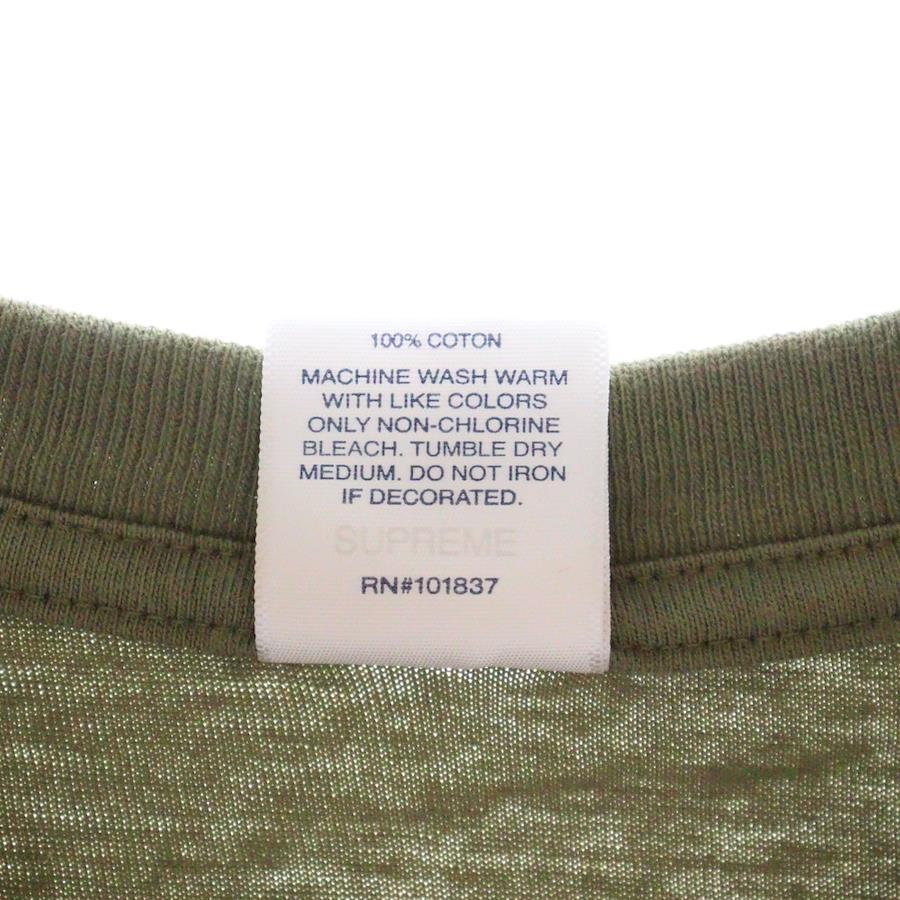 100% COTON
MACHINE WASH WARM
WITH LIKE COLORS
ONLY NON-CHLORINE
BLEACH. TUMBLE DRY
MEDIUM. DO NOT IRON
IF DECORATED.
SUPREME
RN#101837